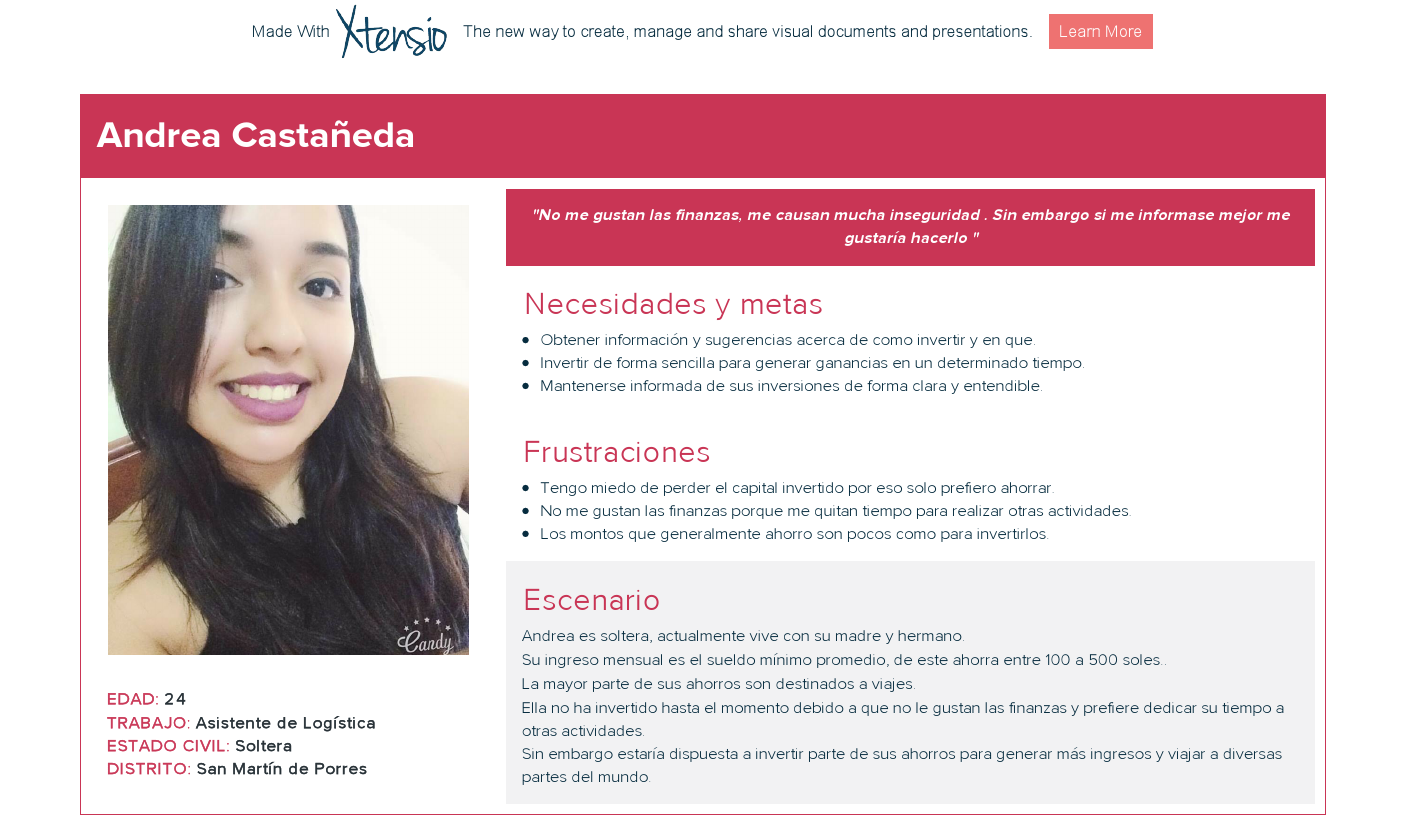 Made With Xtensio The new way to create, manage and share visual documents and presentations. Learn More
Andrea Castañeda
"No me gustan las finanzas, me causan mucha inseguridad . Sin embargo si me informase mejor me
gustaría hacerlo "
Necesidades y metas
Obtener información y sugerencias acerca de como invertir y en que.
Invertir de forma sencilla para generar ganancias en un determinado tiempo.
Mantenerse informada de sus inversiones de forma clara y entendible.
Frustraciones
Tengo miedo de perder el capital invertido por eso solo prefiero ahorrar.
No me gustan las finanzas porque me quitan tiempo para realizar otras actividades.
Los montos que generalmente ahorro son pocos como para invertirlos.
Escenario
Andrea es soltera, actualmente vive con su madre y hermano.
Su ingreso mensual es el sueldo mínimo promedio, de este ahorra entre 100 a 500 soles..
La mayor parte de sus ahorros son destinados a viajes.
Ella no ha invertido hasta el momento debido a que no le gustan las finanzas y prefiere dedicar su tiempo a
otras actividades.
Sin embargo estaría dispuesta a invertir parte de sus ahorros para generar más ingresos y viajar a diversas
partes del mundo.
Candy
EDAD: 24
TRABAJO: Asistente de Logística
ESTADO CIVIL: Soltera
DISTRITO: San Martín de Porres